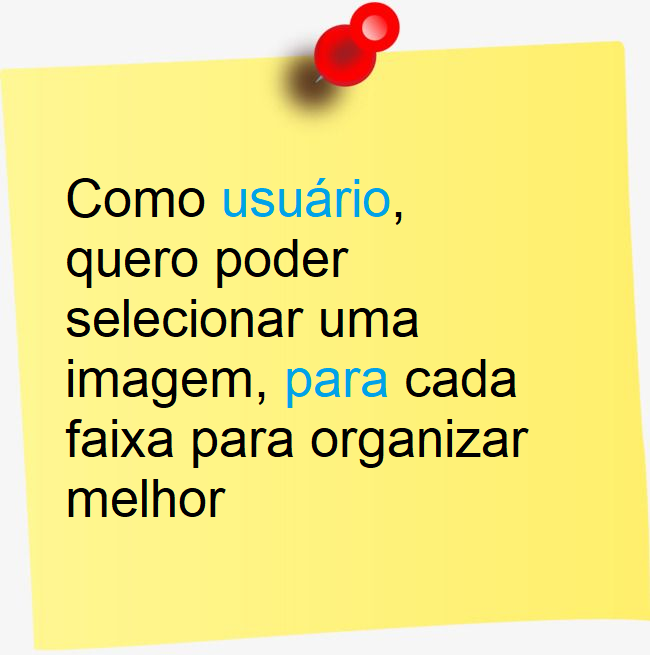 Como usuário,
quero poder
selecionar uma
imagem, para cada
faixa para organizar
melhor